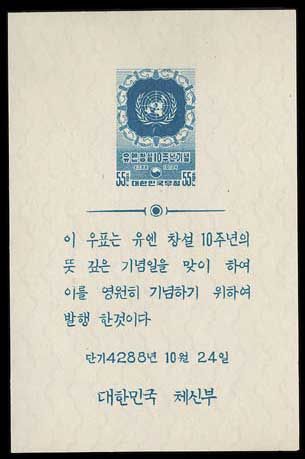 유엔창설10주년기념
4288 10.24
55환 55환
대한민국우표
이 우표는 유엔 창설 10주년의
뜻 깊은 기념일을 맞이 하여
이를 영원히 기념하기 위하여
발행 한것이다
단기4288년 10월 24일
대한민국 체신부